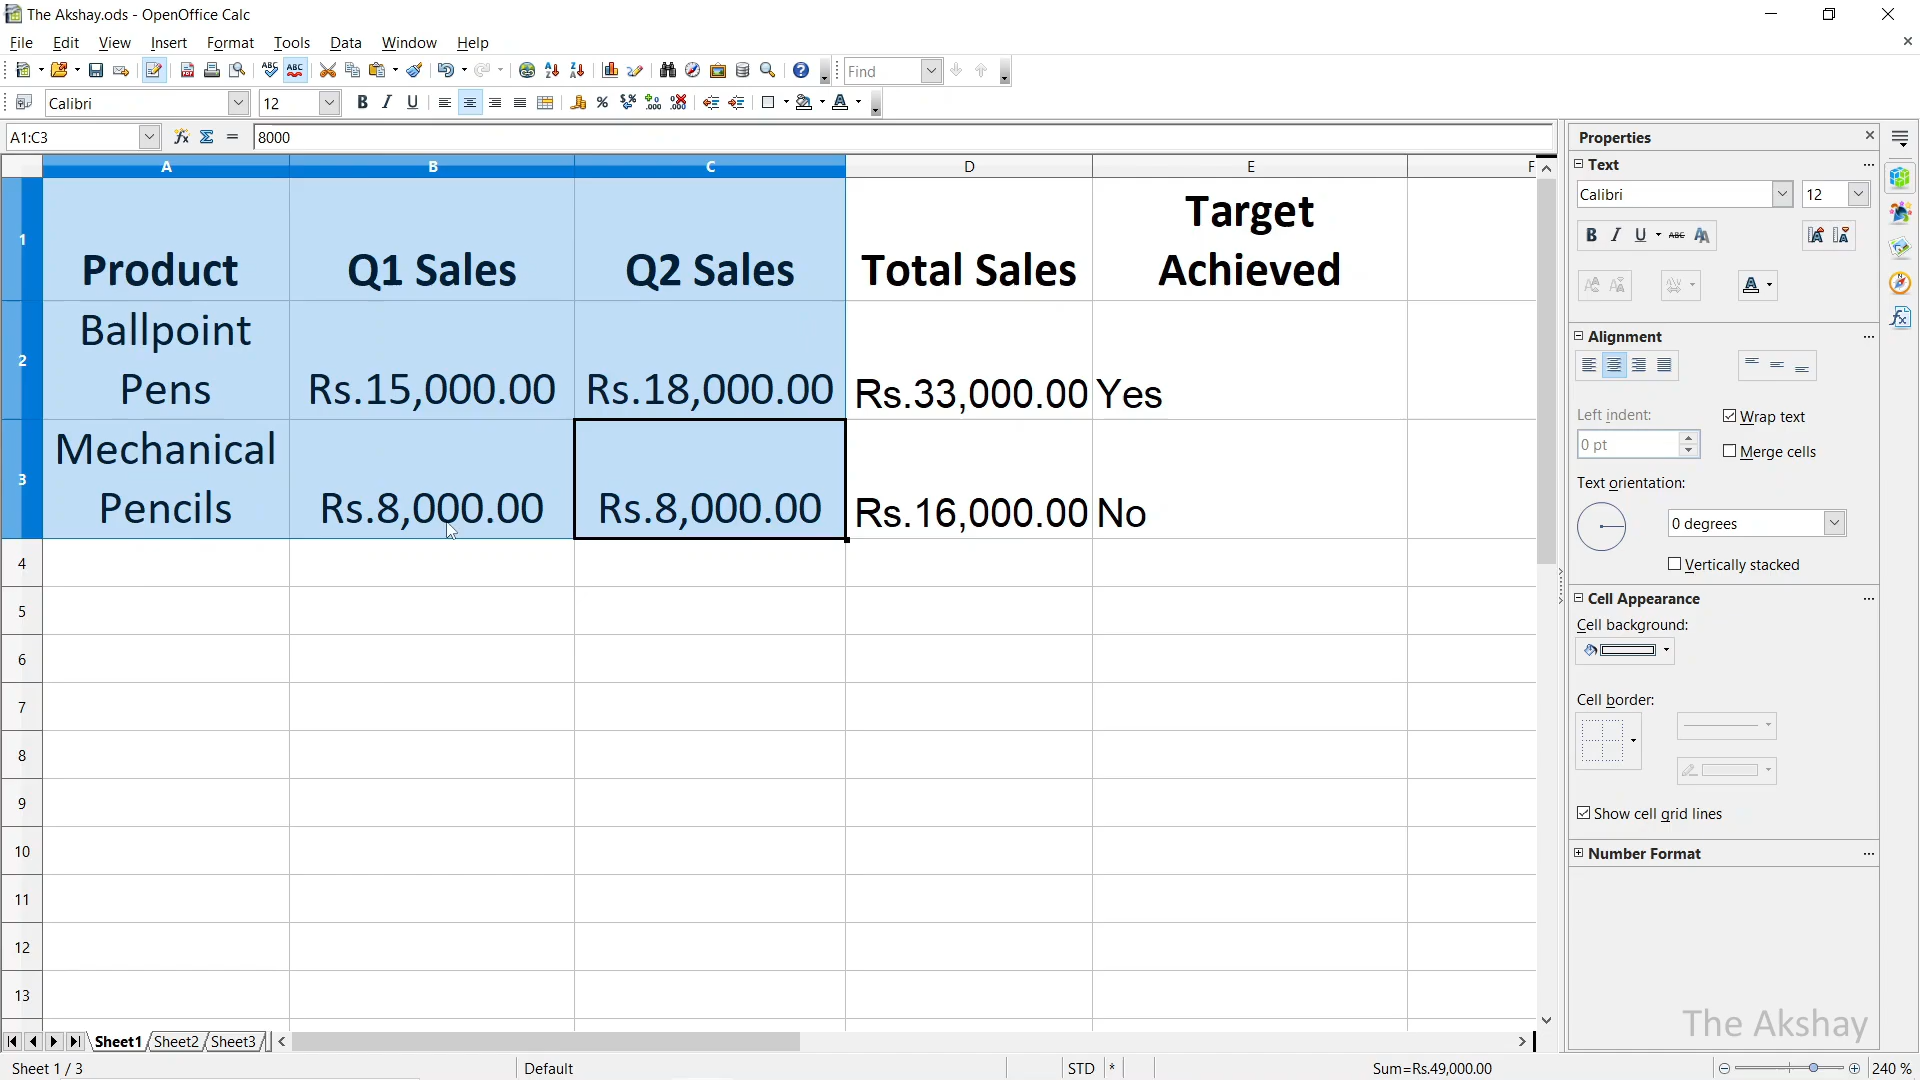 The Akshay.ods - OpenOffice Calc
File Edit View Insert Format Tools Data Window Help
Find
Calibri 12
A1:C3 8000
A B C D E F
1 Product Q1 Sales Q2 Sales Total Sales Target
Achieved
2 Ballpoint
Pens Rs.15,000.00 Rs.18,000.00 Rs.33,000.00 Yes
3 Mechanical
Pencils Rs.8,000.00 Rs.8,000.00 Rs.16,000.00 No
4
5
6
7
8
9
10
11
12
13
Sheet1 Sheet2 Sheet3
Sheet 1 / 3 Default STD * Sum=Rs.49,000.00 240 %
Properties
Text
Calibri 12
Alignment
Left indent:
0 pt
Wrap text
Merge cells
Text orientation:
0 degrees
Vertically stacked
Cell Appearance
Cell background:
Cell border:
Show cell grid lines
Number Format
The Akshay